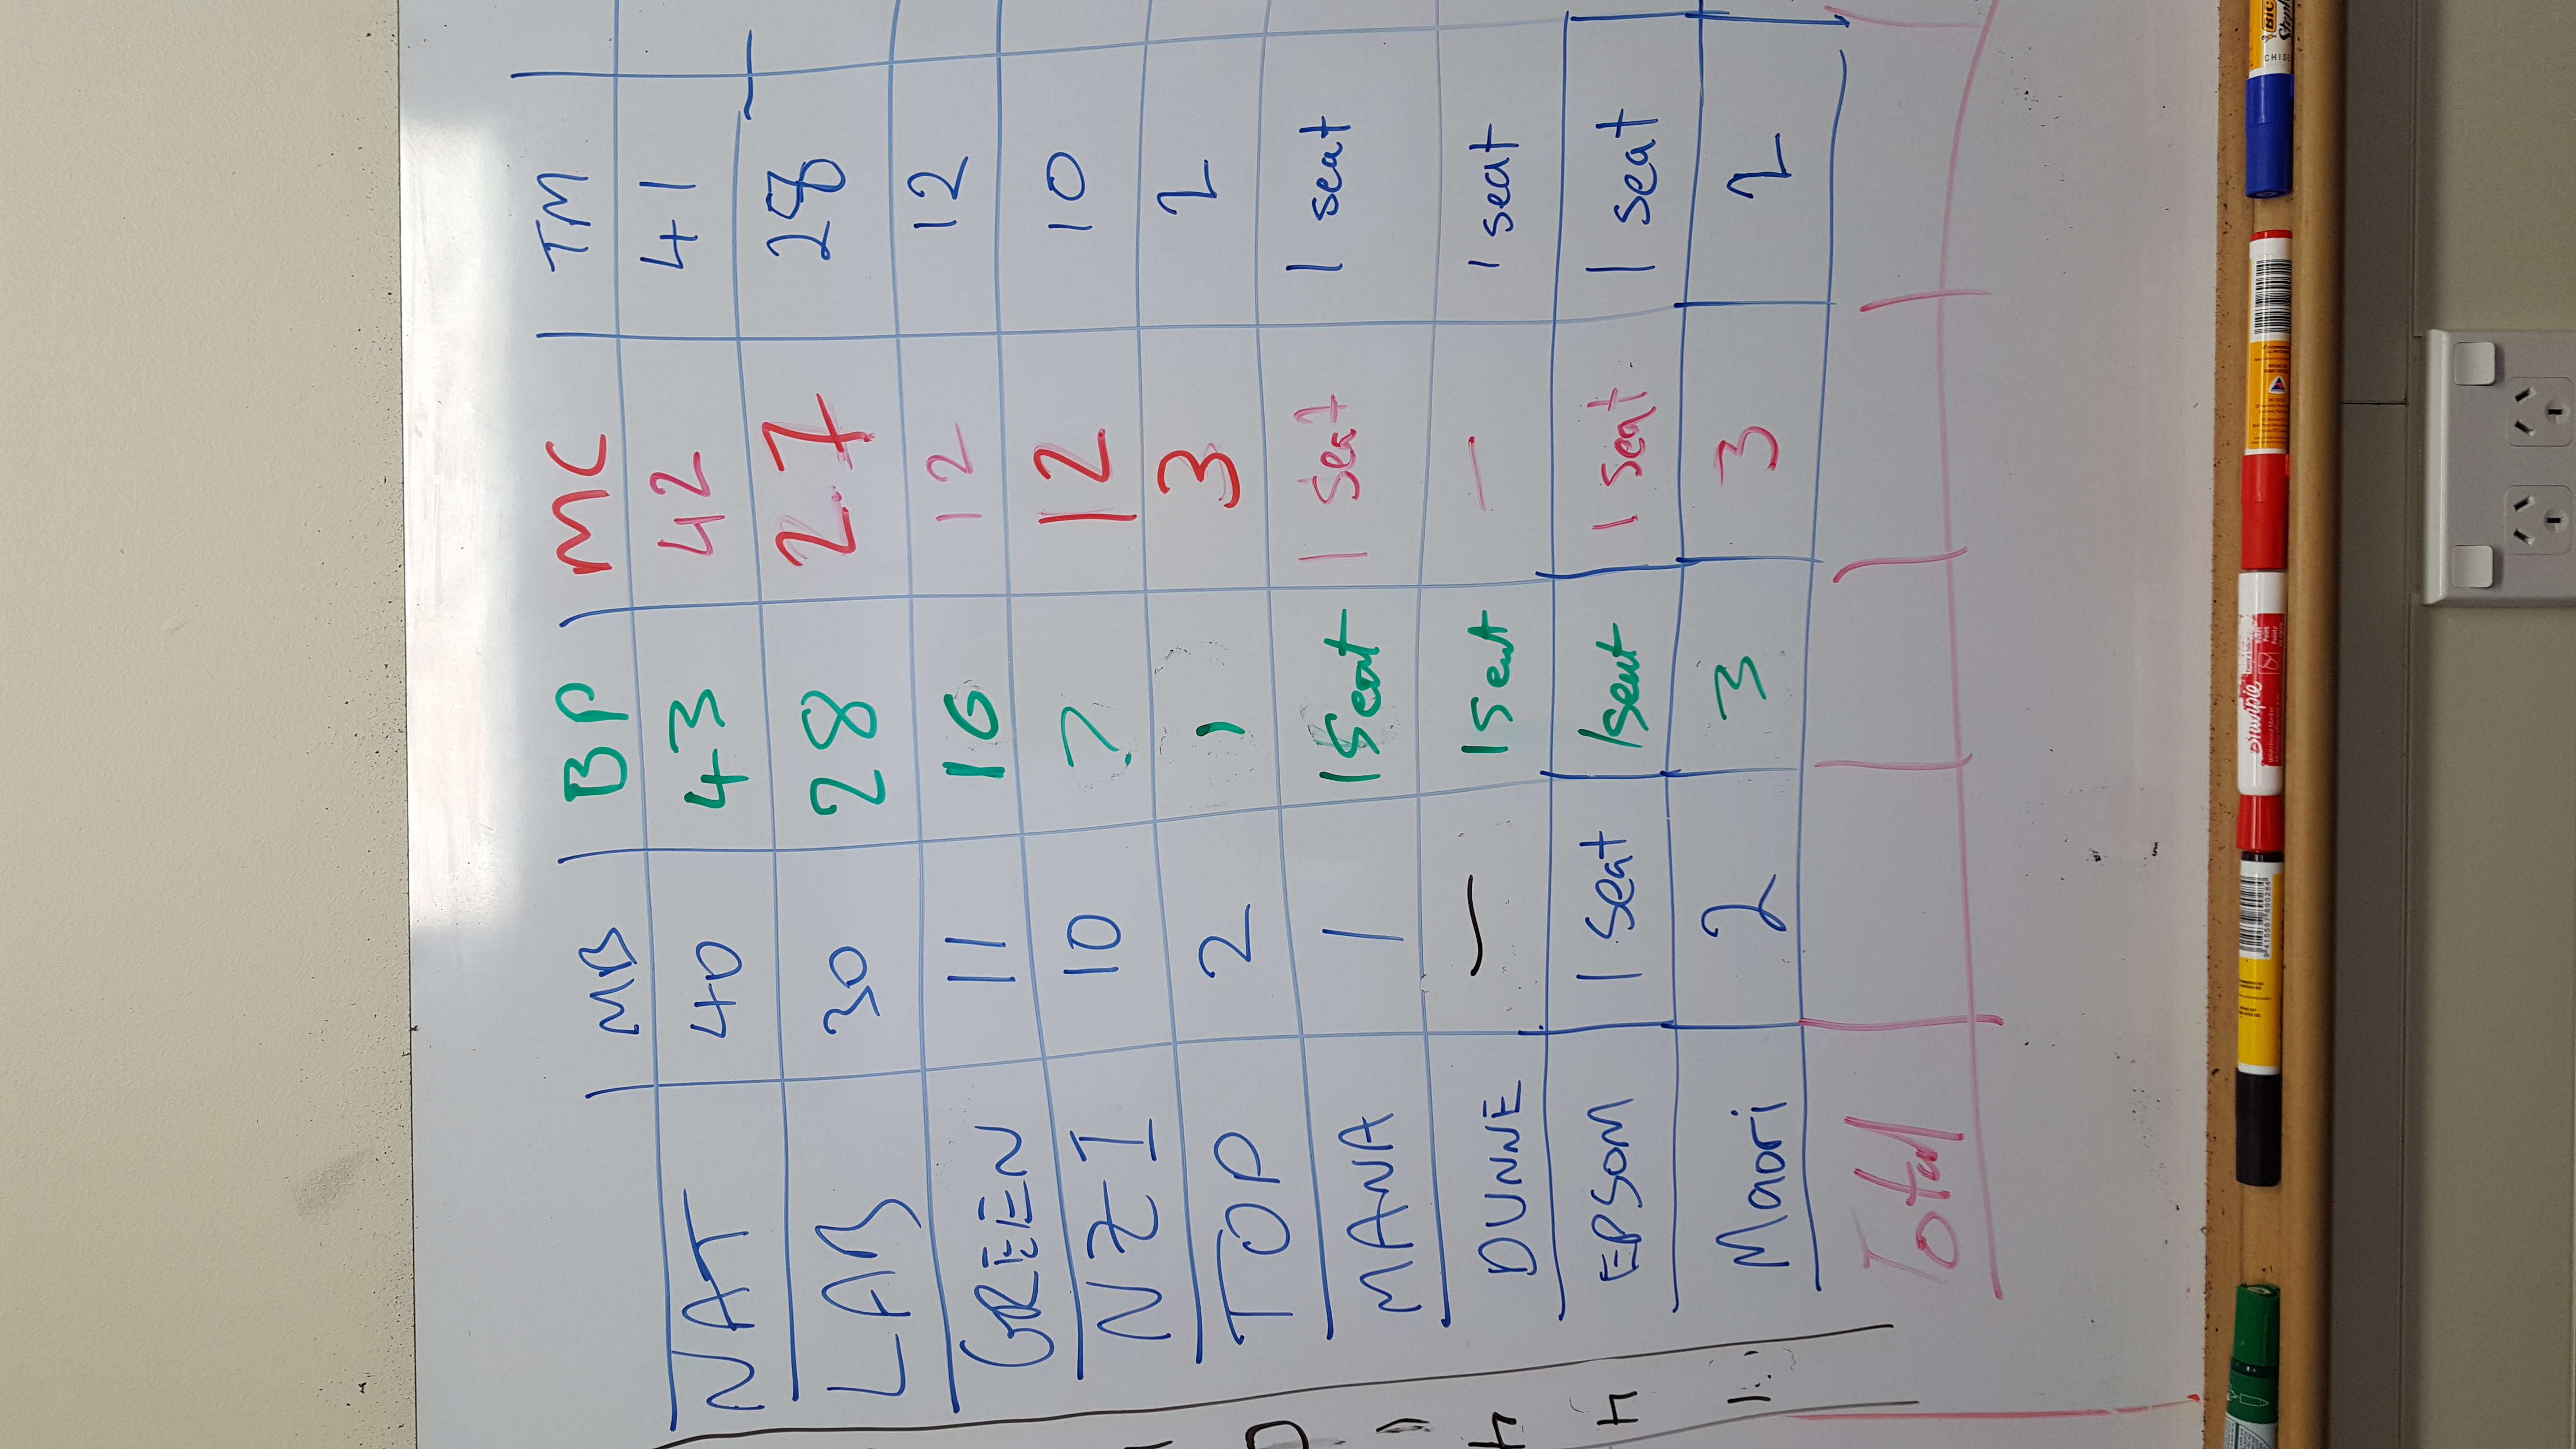 MB BP MC TM
NAT 40 43 42 41
LAB 30 28 27 28
GREEN 11 10 12 12
NZI 10 ? 12 10
TOP 2 1 3 2
MANA 1 1 Seat 1 Seat 1 seat
DUNNE — 1 Seat — 1 seat
EPSOM 1 Seat 1 seat 1 seat 1 seat
Maori 2 3 3 2
Total
Sharpie
9415567890284
BIC